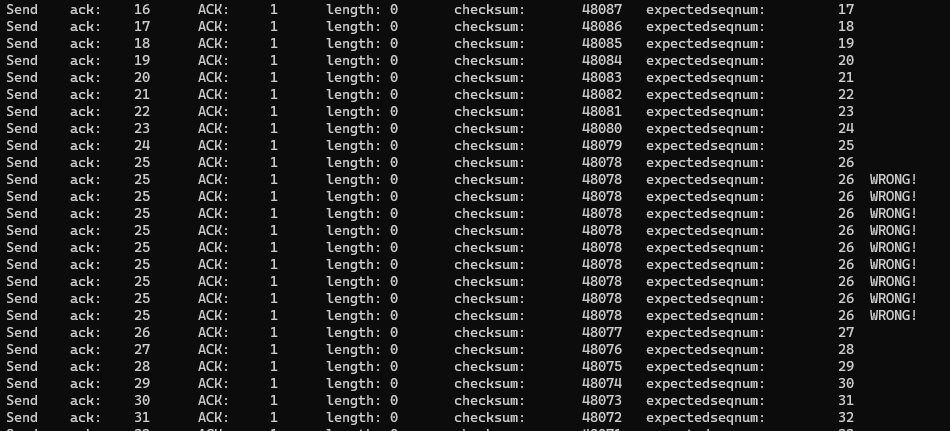 Send ack: 16 ACK: 1 length: 0 checksum: 48087 expectedseqnum: 17
Send ack: 17 ACK: 1 length: 0 checksum: 48086 expectedseqnum: 18
Send ack: 18 ACK: 1 length: 0 checksum: 48085 expectedseqnum: 19
Send ack: 19 ACK: 1 length: 0 checksum: 48084 expectedseqnum: 20
Send ack: 20 ACK: 1 length: 0 checksum: 48083 expectedseqnum: 21
Send ack: 21 ACK: 1 length: 0 checksum: 48082 expectedseqnum: 22
Send ack: 22 ACK: 1 length: 0 checksum: 48081 expectedseqnum: 23
Send ack: 23 ACK: 1 length: 0 checksum: 48080 expectedseqnum: 24
Send ack: 24 ACK: 1 length: 0 checksum: 48079 expectedseqnum: 25
Send ack: 25 ACK: 1 length: 0 checksum: 48078 expectedseqnum: 26
Send ack: 25 ACK: 1 length: 0 checksum: 48078 expectedseqnum: 26 WRONG!
Send ack: 25 ACK: 1 length: 0 checksum: 48078 expectedseqnum: 26 WRONG!
Send ack: 25 ACK: 1 length: 0 checksum: 48078 expectedseqnum: 26 WRONG!
Send ack: 25 ACK: 1 length: 0 checksum: 48078 expectedseqnum: 26 WRONG!
Send ack: 25 ACK: 1 length: 0 checksum: 48078 expectedseqnum: 26 WRONG!
Send ack: 25 ACK: 1 length: 0 checksum: 48078 expectedseqnum: 26 WRONG!
Send ack: 25 ACK: 1 length: 0 checksum: 48078 expectedseqnum: 26 WRONG!
Send ack: 25 ACK: 1 length: 0 checksum: 48078 expectedseqnum: 26 WRONG!
Send ack: 25 ACK: 1 length: 0 checksum: 48078 expectedseqnum: 26 WRONG!
Send ack: 26 ACK: 1 length: 0 checksum: 48077 expectedseqnum: 27
Send ack: 27 ACK: 1 length: 0 checksum: 48076 expectedseqnum: 28
Send ack: 28 ACK: 1 length: 0 checksum: 48075 expectedseqnum: 29
Send ack: 29 ACK: 1 length: 0 checksum: 48074 expectedseqnum: 30
Send ack: 30 ACK: 1 length: 0 checksum: 48073 expectedseqnum: 31
Send ack: 31 ACK: 1 length: 0 checksum: 48072 expectedseqnum: 32